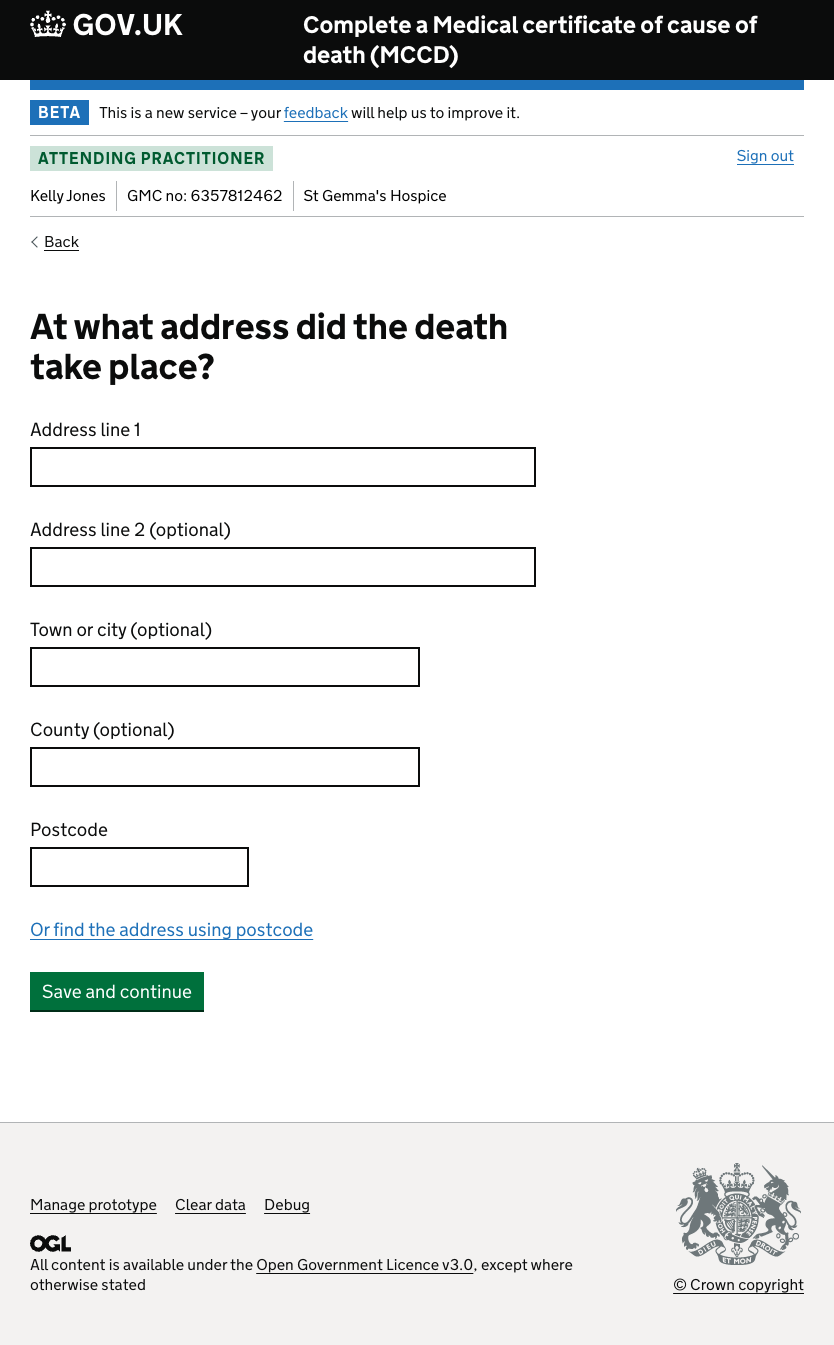 GOV.UK
Complete a Medical certificate of cause of
death (MCCD)
BETA This is a new service – your feedback will help us to improve it.
ATTENDING PRACTITIONER
Sign out
Kelly Jones GMC no: 6357812462 St Gemma's Hospice
Back
At what address did the death
take place?
Address line 1
Address line 2 (optional)
Town or city (optional)
County (optional)
Postcode
Or find the address using postcode
Save and continue
Manage prototype Clear data Debug
OGL
All content is available under the Open Government Licence v3.0, except where
otherwise stated
DIEU ET MON DROIT
© Crown copyright